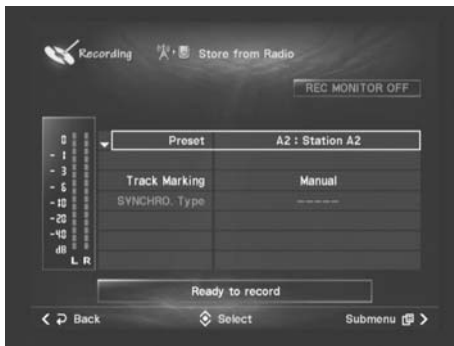 Recording Store from Radio
REC MONITOR OFF
0
- 1
- 3
- 6
-10
-20
-40
dB
L R
Preset A2 : Station A2
Track Marking Manual
SYNCHRO. Type -----
Ready to record
Back Select Submenu